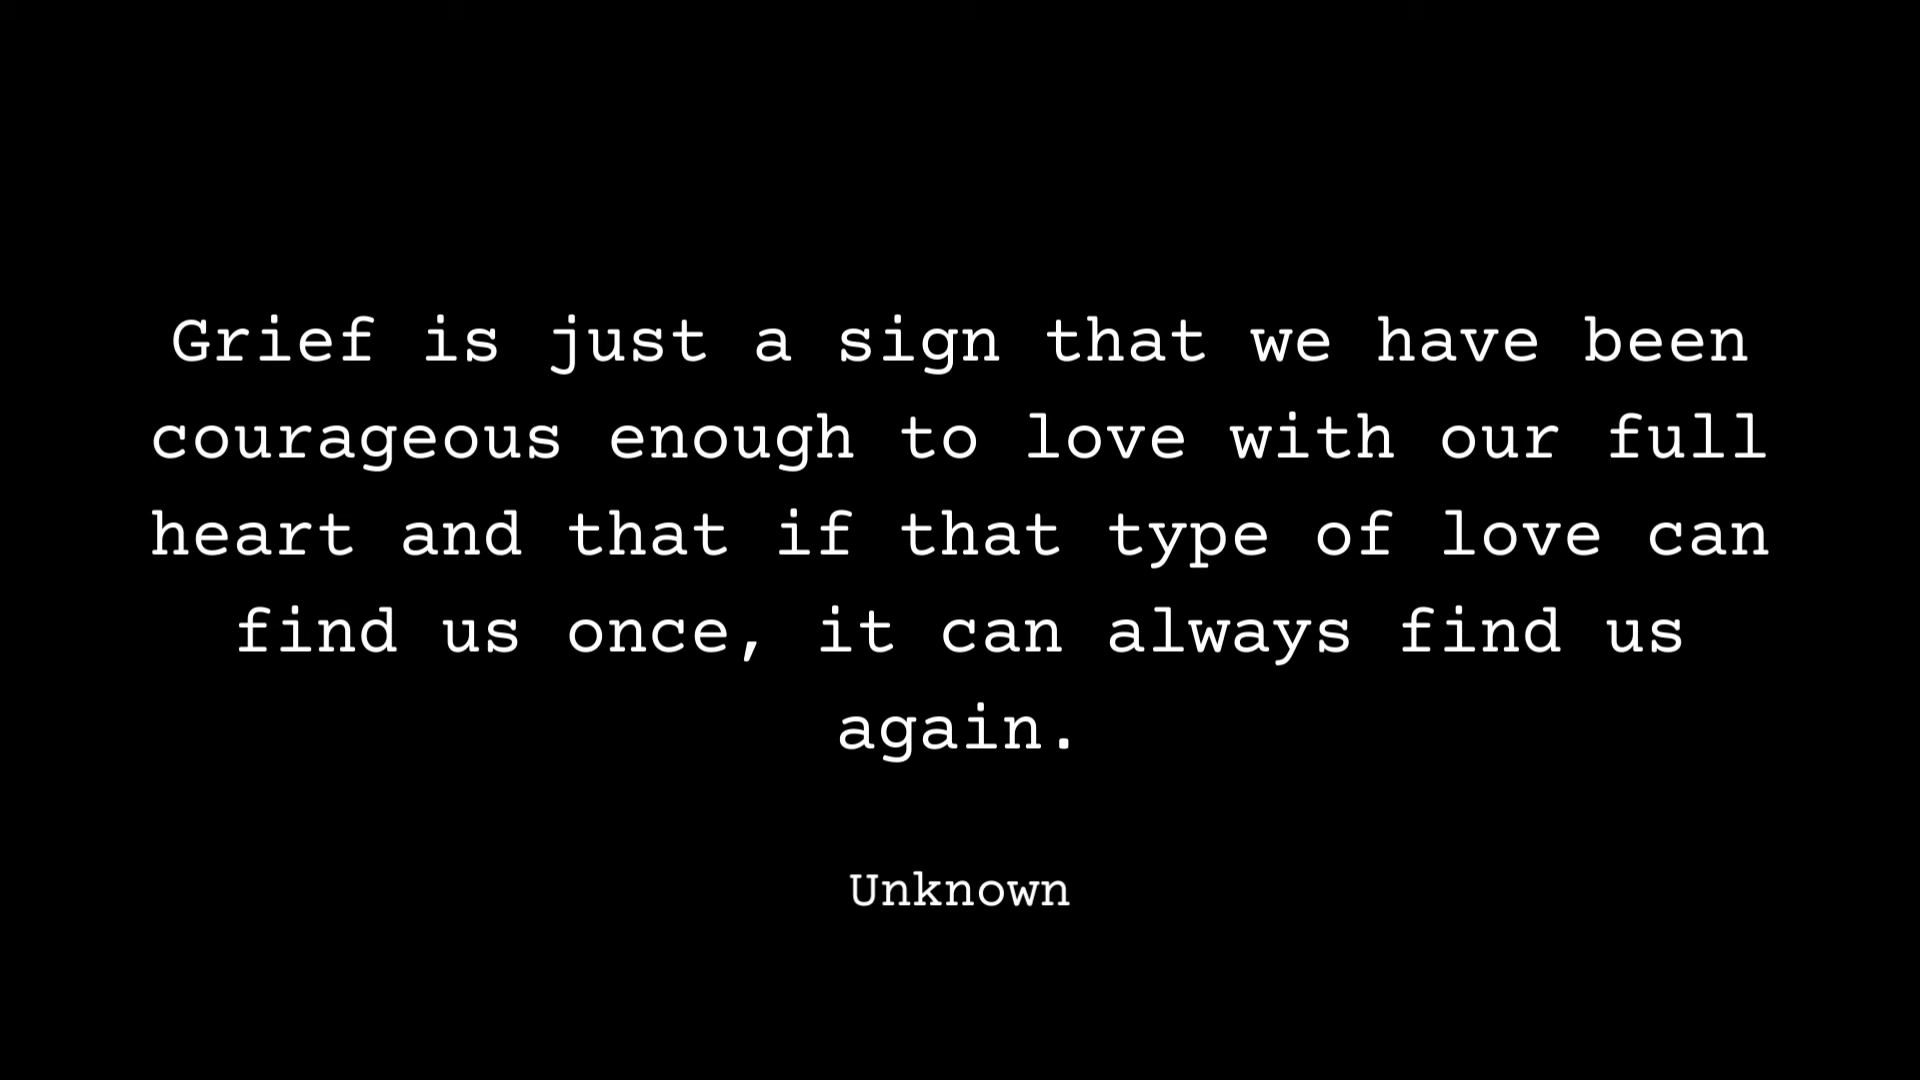 Grief is just a sign that we have been
courageous enough to love with our full
heart and that if that type of love can
find us once, it can always find us
again.
Unknown